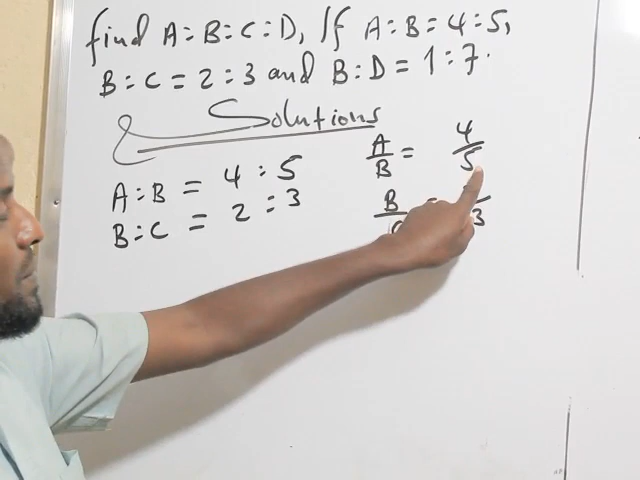 find A:B:C:D, If A:B=4:5,
B:C=2:3 and B:D=1:7.
Solutions
A:B = 4:5
B:C = 2:3
A/B = 4/5
B/C = /3